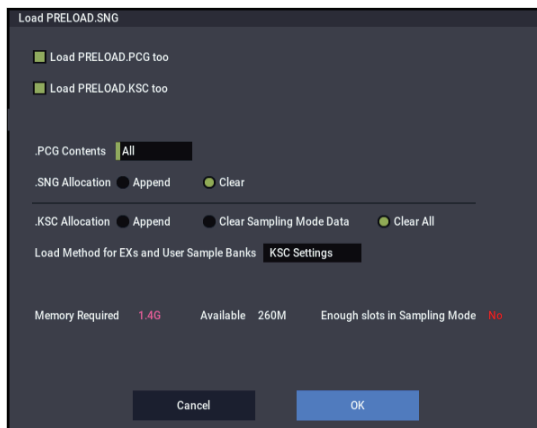 Load PRELOAD.SNG
Load PRELOAD.PCG too
Load PRELOAD.KSC too
.PCG Contents All
.SNG Allocation Append Clear
.KSC Allocation Append Clear Sampling Mode Data Clear All
Load Method for EXs and User Sample Banks KSC Settings
Memory Required 1.4G Available 260M Enough slots in Sampling Mode No
Cancel OK